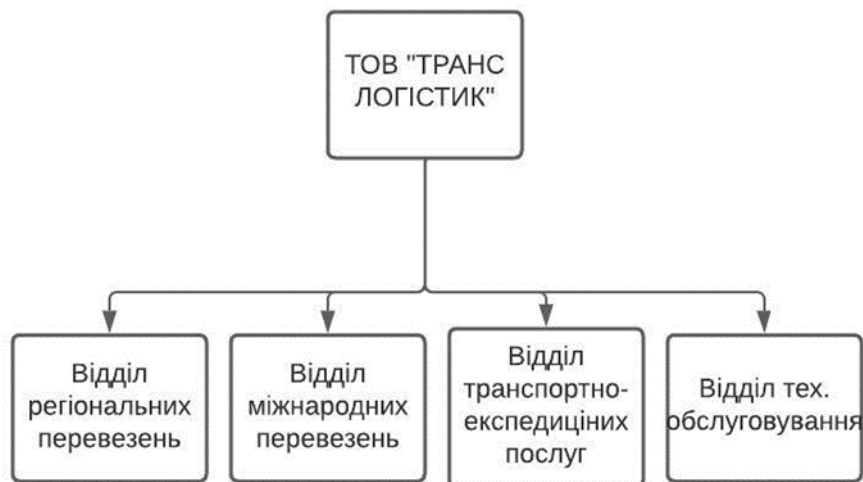 ТОВ "ТРАНС
ЛОГІСТИК"
Відділ
регіональних
перевезень
Відділ
міжнародних
перевезень
Відділ
транспортно-
експедиціних
послуг
Відділ тех.
обслуговування